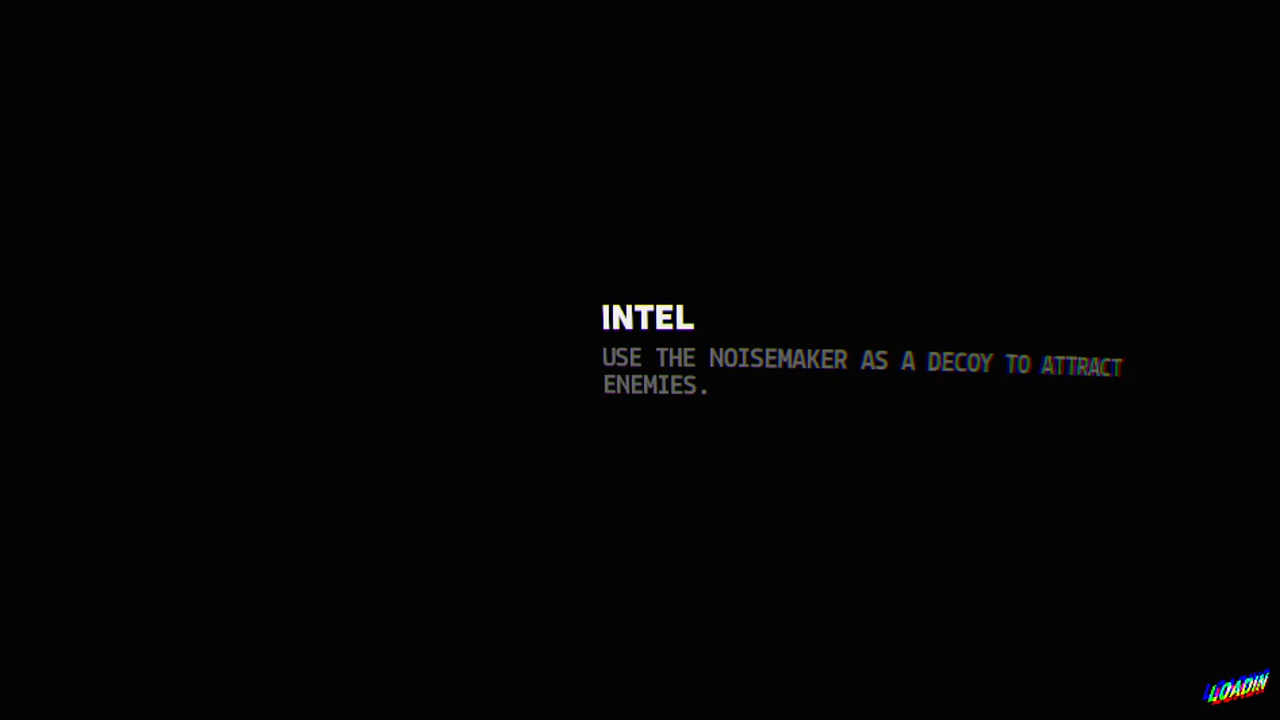 INTEL
USE THE NOISEMAKER AS A DECOY TO ATTRACT
ENEMIES.
LOADIN